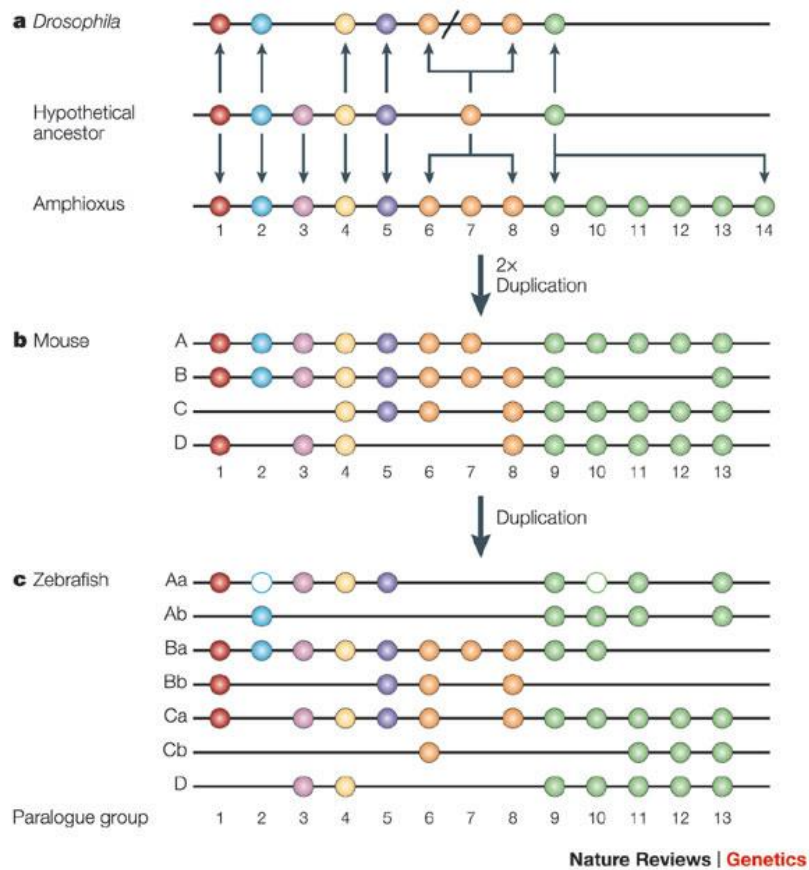 a Drosophila
Hypothetical
ancestor
Amphioxus
1 2 3 4 5 6 7 8 9 10 11 12 13 14
2×
Duplication
b Mouse
A
B
C
D
1 2 3 4 5 6 7 8 9 10 11 12 13
Duplication
c Zebrafish
Aa
Ab
Ba
Bb
Ca
Cb
D
Paralogue group 1 2 3 4 5 6 7 8 9 10 11 12 13
Nature Reviews | Genetics